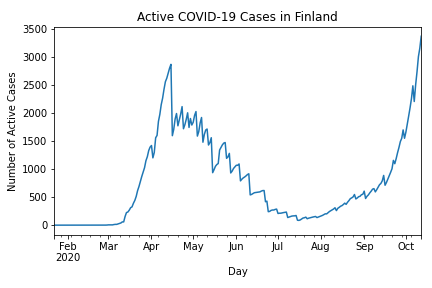 Active COVID-19 Cases in Finland
3500
3000
2500
2000
1500
1000
500
0
Number of Active Cases
Feb Mar Apr May Jun Jul Aug Sep Oct
2020
Day